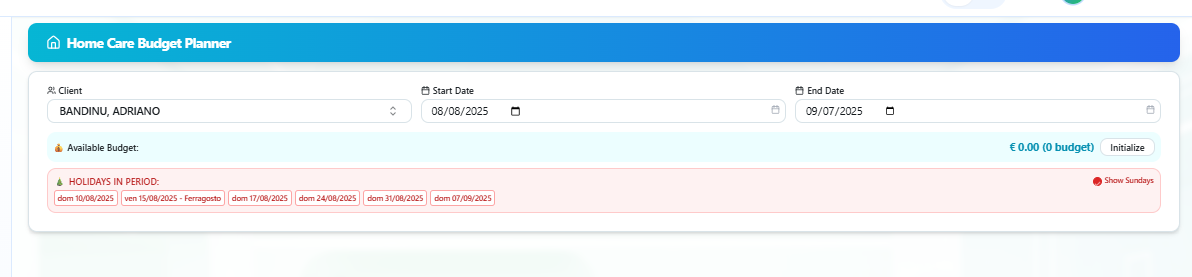 Home Care Budget Planner
Client
Start Date
End Date
BANDINU, ADRIANO
08/08/2025
09/07/2025
Available Budget:
€ 0.00 (0 budget)
Initialize
HOLIDAYS IN PERIOD:
Show Sundays
dom 10/08/2025
ven 15/08/2025 - Ferragosto
dom 17/08/2025
dom 24/08/2025
dom 31/08/2025
dom 07/09/2025